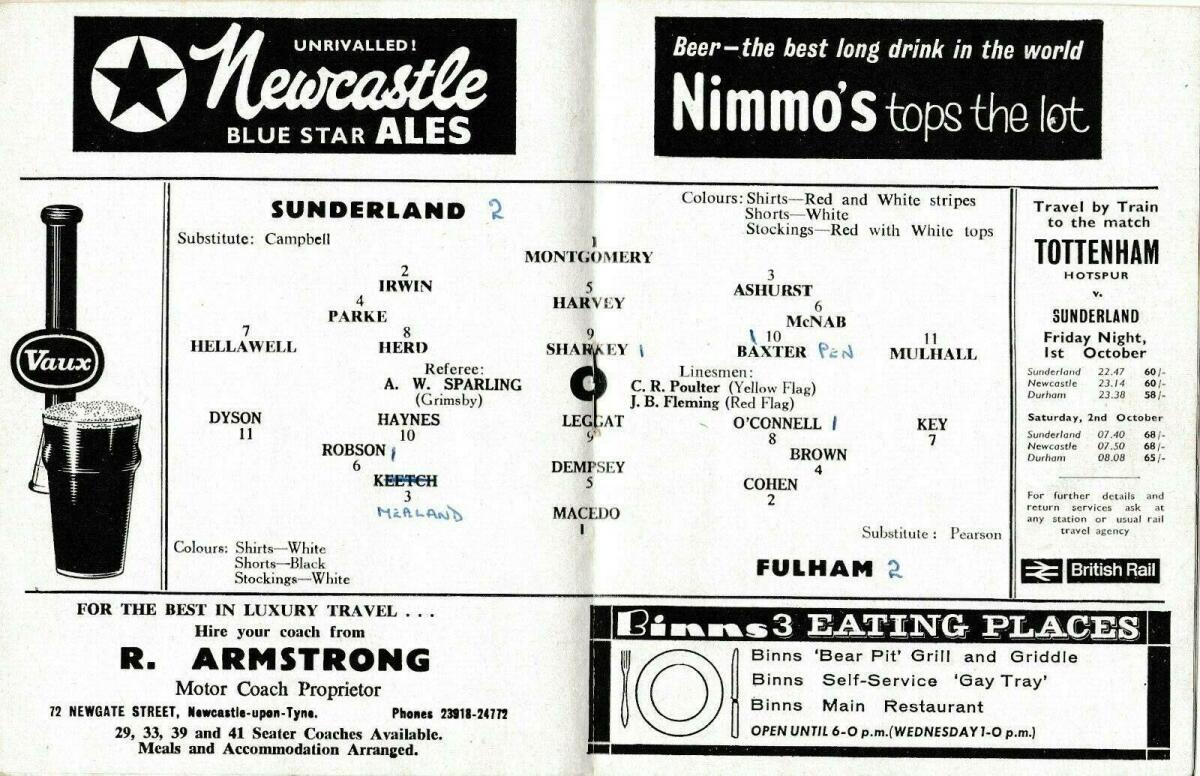 UNRIVALLED!
Newcastle
BLUE STAR ALES
Beer—the best long drink in the world
Nimmo's tops the lot
Vaux
SUNDERLAND 2
Substitute: Campbell
Colours: Shirts—Red and White stripes
Shorts—White
Stockings—Red with White tops
1
MONTGOMERY
2
IRWIN
3
ASHURST
5
HARVEY
4
PARKE
6
McNAB
7
HELLAWELL
8
HERD
9
SHARKEY 1
1 10
BAXTER PEN
11
MULHALL
Referee:
A. W. SPARLING
(Grimsby)
Linesmen:
C. R. Poulter (Yellow Flag)
J. B. Fleming (Red Flag)
DYSON
11
HAYNES
10
LEGGAT
9
O'CONNELL 1
8
KEY
7
ROBSON 1
6
BROWN
4
KEETCH
3
MEALAND
DEMPSEY
5
COHEN
2
MACEDO
1
Substitute: Pearson
Colours: Shirts—White
Shorts—Black
Stockings—White
FULHAM 2
Travel by Train
to the match
TOTTENHAM
HOTSPUR
v.
SUNDERLAND
Friday Night,
1st October
Sunderland 22.47 60/-
Newcastle 23.14 60/-
Durham 23.38 58/-
Saturday, 2nd October
Sunderland 07.40 68/-
Newcastle 07.50 68/-
Durham 08.08 65/-
For further details and
return services ask at
any station or usual rail
travel agency
British Rail
FOR THE BEST IN LUXURY TRAVEL . . .
Hire your coach from
R. ARMSTRONG
Motor Coach Proprietor
72 NEWGATE STREET, Newcastle-upon-Tyne. Phones 23918-24772
29, 33, 39 and 41 Seater Coaches Available.
Meals and Accommodation Arranged.
Binns 3 EATING PLACES
Binns 'Bear Pit' Grill and Griddle
Binns Self-Service 'Gay Tray'
Binns Main Restaurant
OPEN UNTIL 6-0 p.m. (WEDNESDAY 1-0 p.m.)